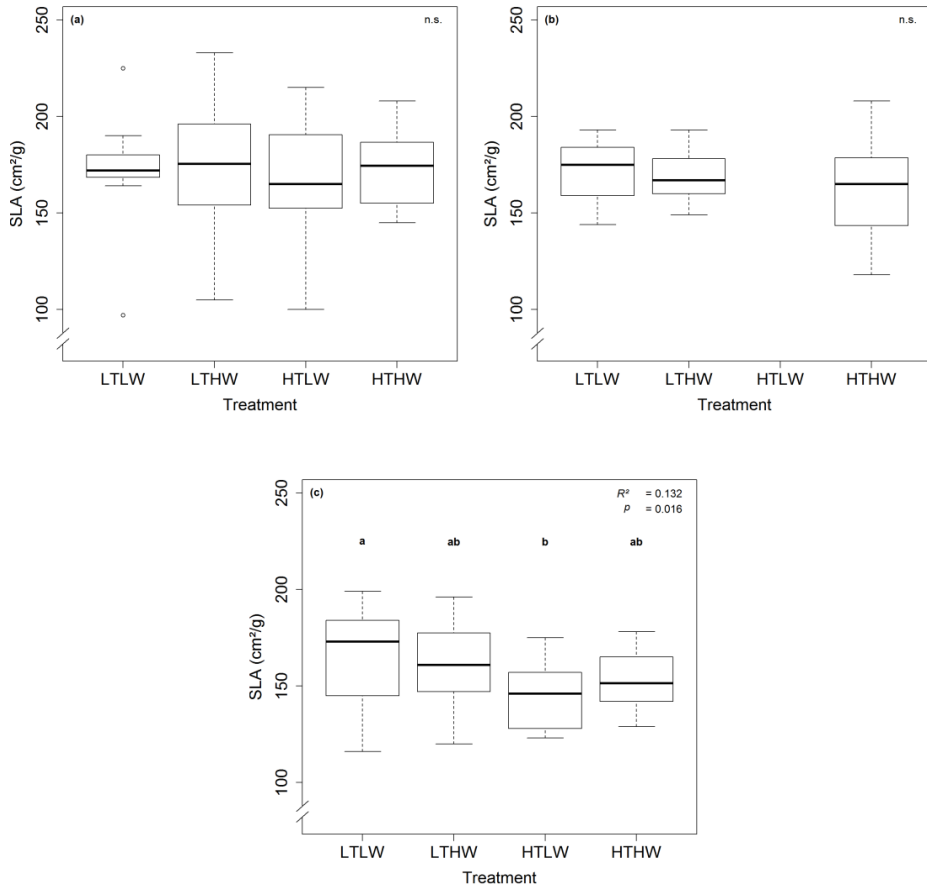 (a)
n.s.
250
200
150
100
SLA (cm²/g)
LTLW LTHW HTLW HTHW
Treatment
(b)
n.s.
250
200
150
100
SLA (cm²/g)
LTLW LTHW HTLW HTHW
Treatment
(c)
R² = 0.132
p = 0.016
a ab b ab
250
200
150
100
SLA (cm²/g)
LTLW LTHW HTLW HTHW
Treatment